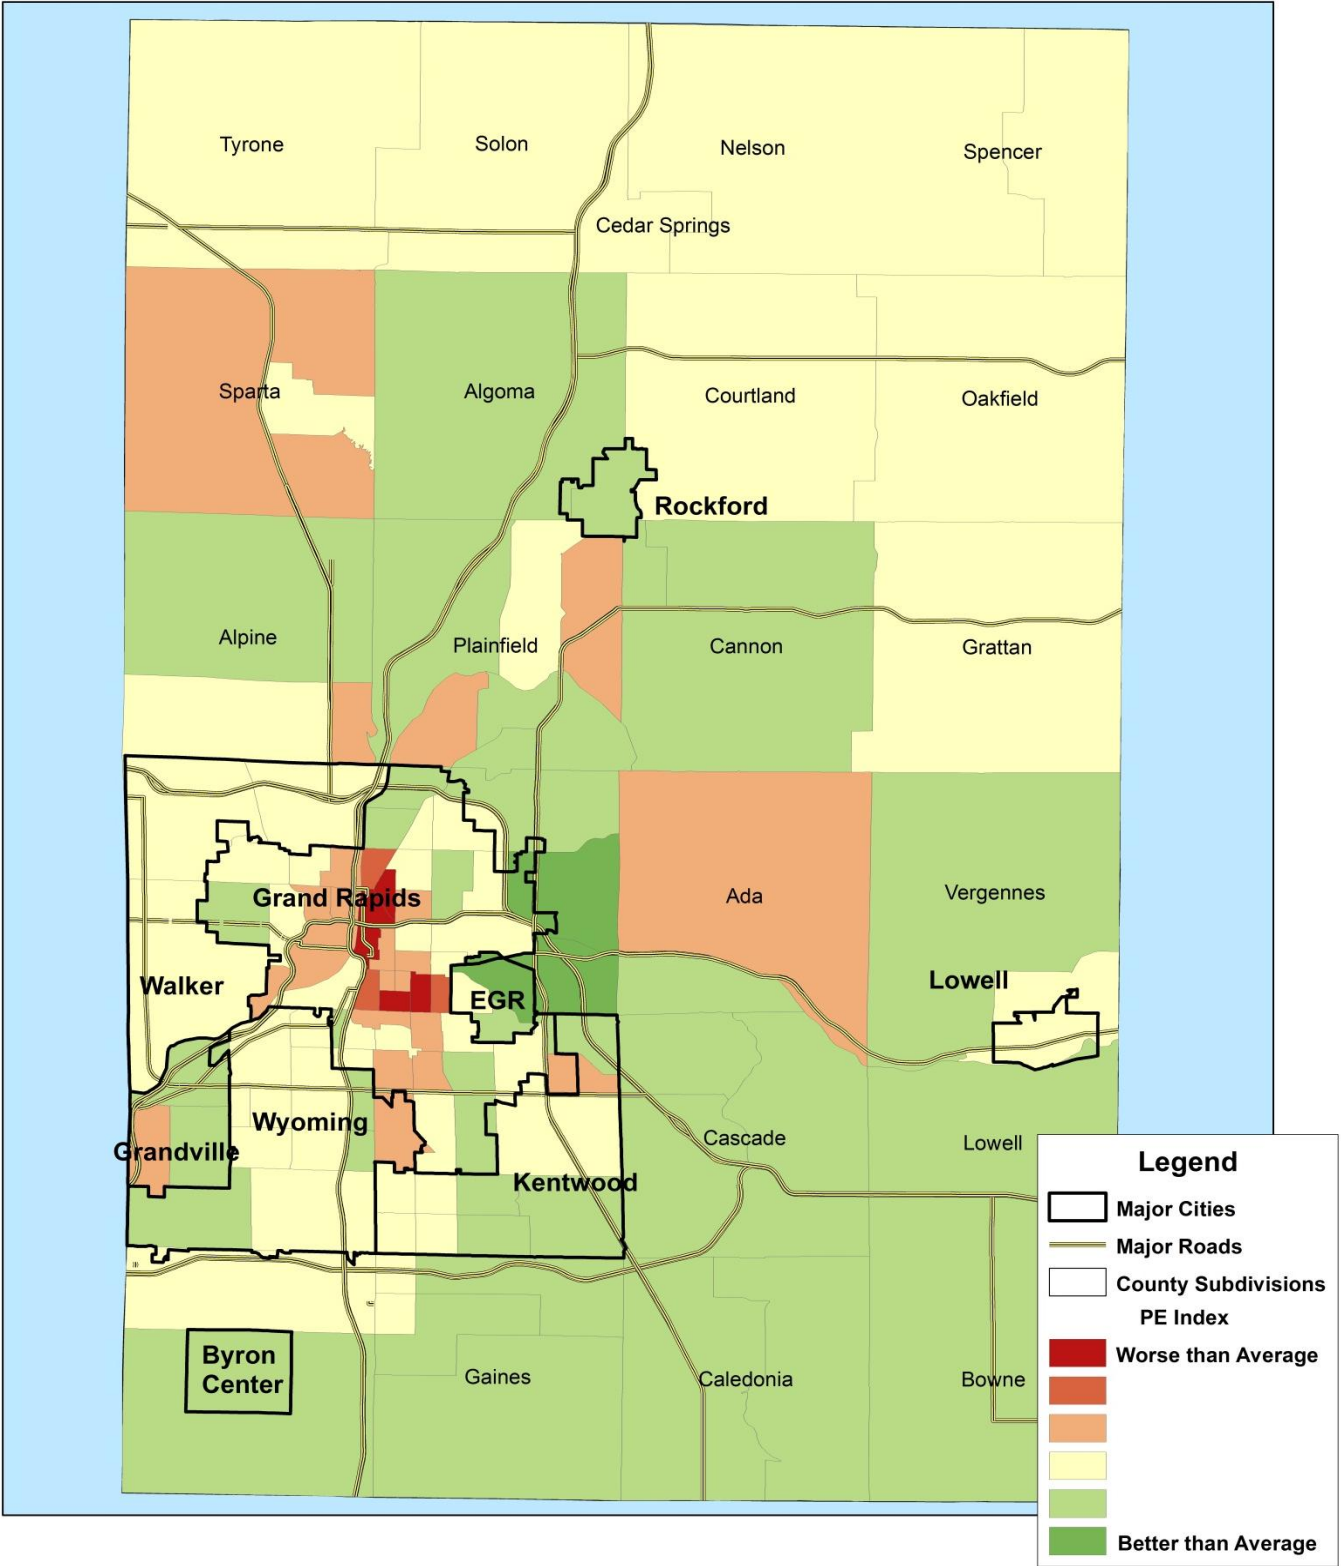 Tyrone
Solon
Nelson
Spencer
Cedar Springs
Sparta
Algoma
Courtland
Oakfield
Rockford
Alpine
Plainfield
Cannon
Grattan
Grand Rapids
Ada
Vergennes
Walker
EGR
Lowell
Wyoming
Grandville
Cascade
Lowell
Kentwood
Byron
Center
Gaines
Caledonia
Bowne
Legend
Major Cities
Major Roads
County Subdivisions
PE Index
Worse than Average
Better than Average